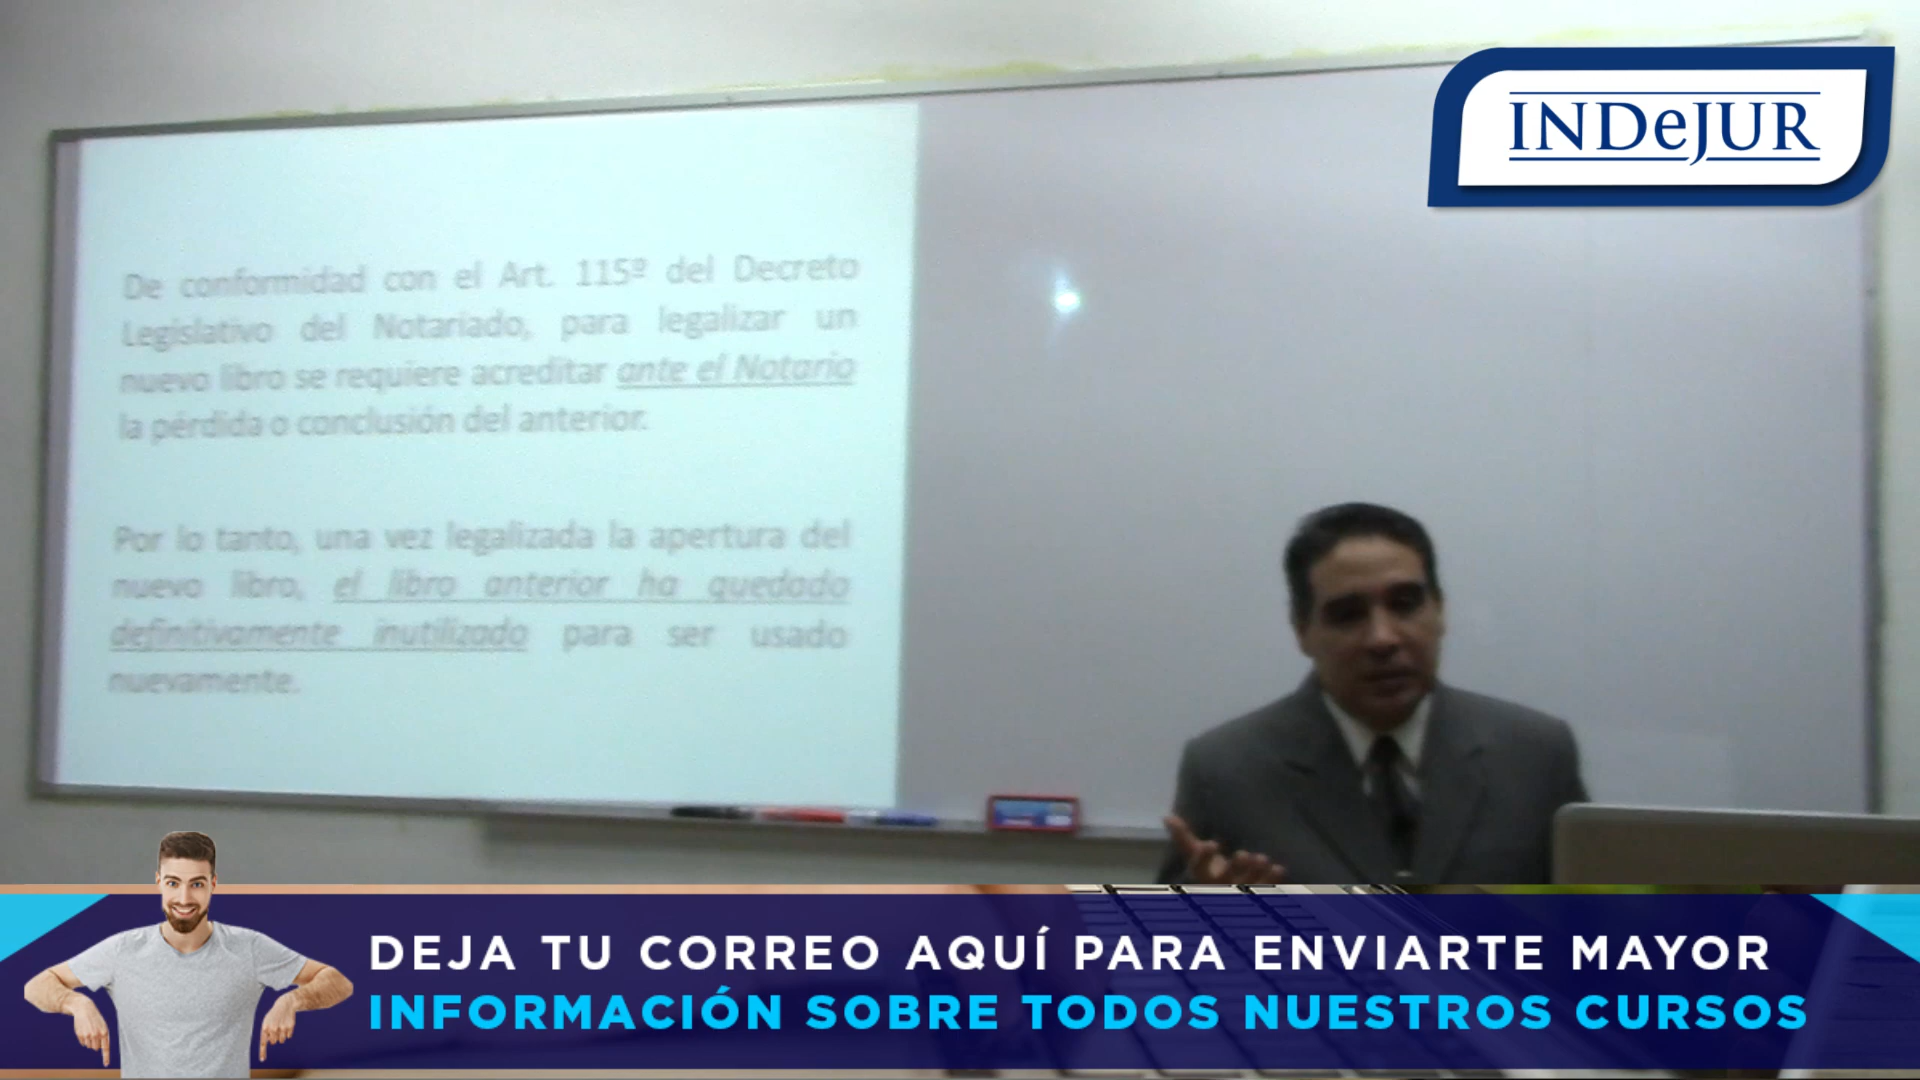 INDeJUR
De conformidad con el Art. 115º del Decreto
Legislativo del Notariado, para legalizar un
nuevo libro se requiere acreditar ante el Notario
la pérdida o conclusión del anterior.
Por lo tanto, una vez legalizada la apertura del
nuevo libro, el libro anterior ha quedado
definitivamente inutilizado para ser usado
nuevamente.
DEJA TU CORREO AQUÍ PARA ENVIARTE MAYOR
INFORMACIÓN SOBRE TODOS NUESTROS CURSOS